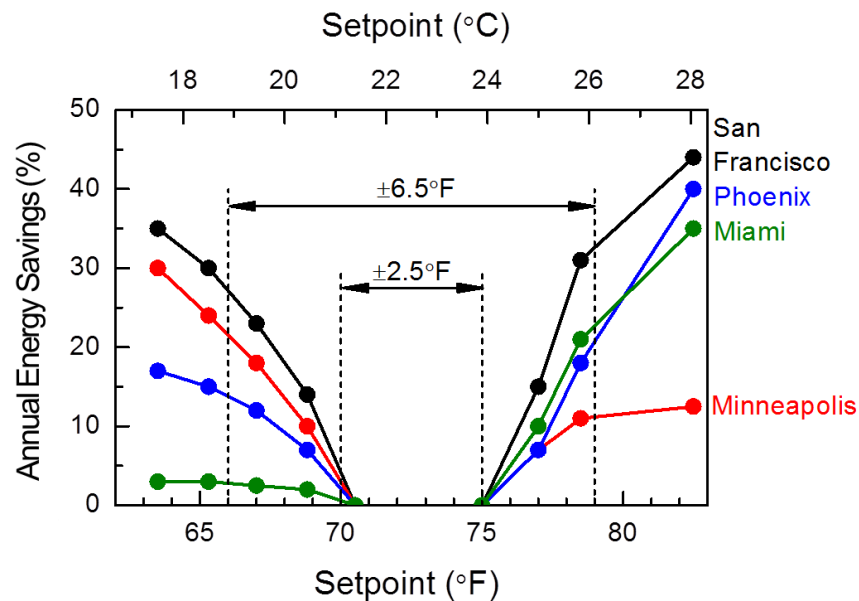 Setpoint (°C)
18 20 22 24 26 28
Annual Energy Savings (%)
50
40
30
20
10
0
±6.5°F
±2.5°F
San
Francisco
Phoenix
Miami
Minneapolis
65 70 75 80
Setpoint (°F)